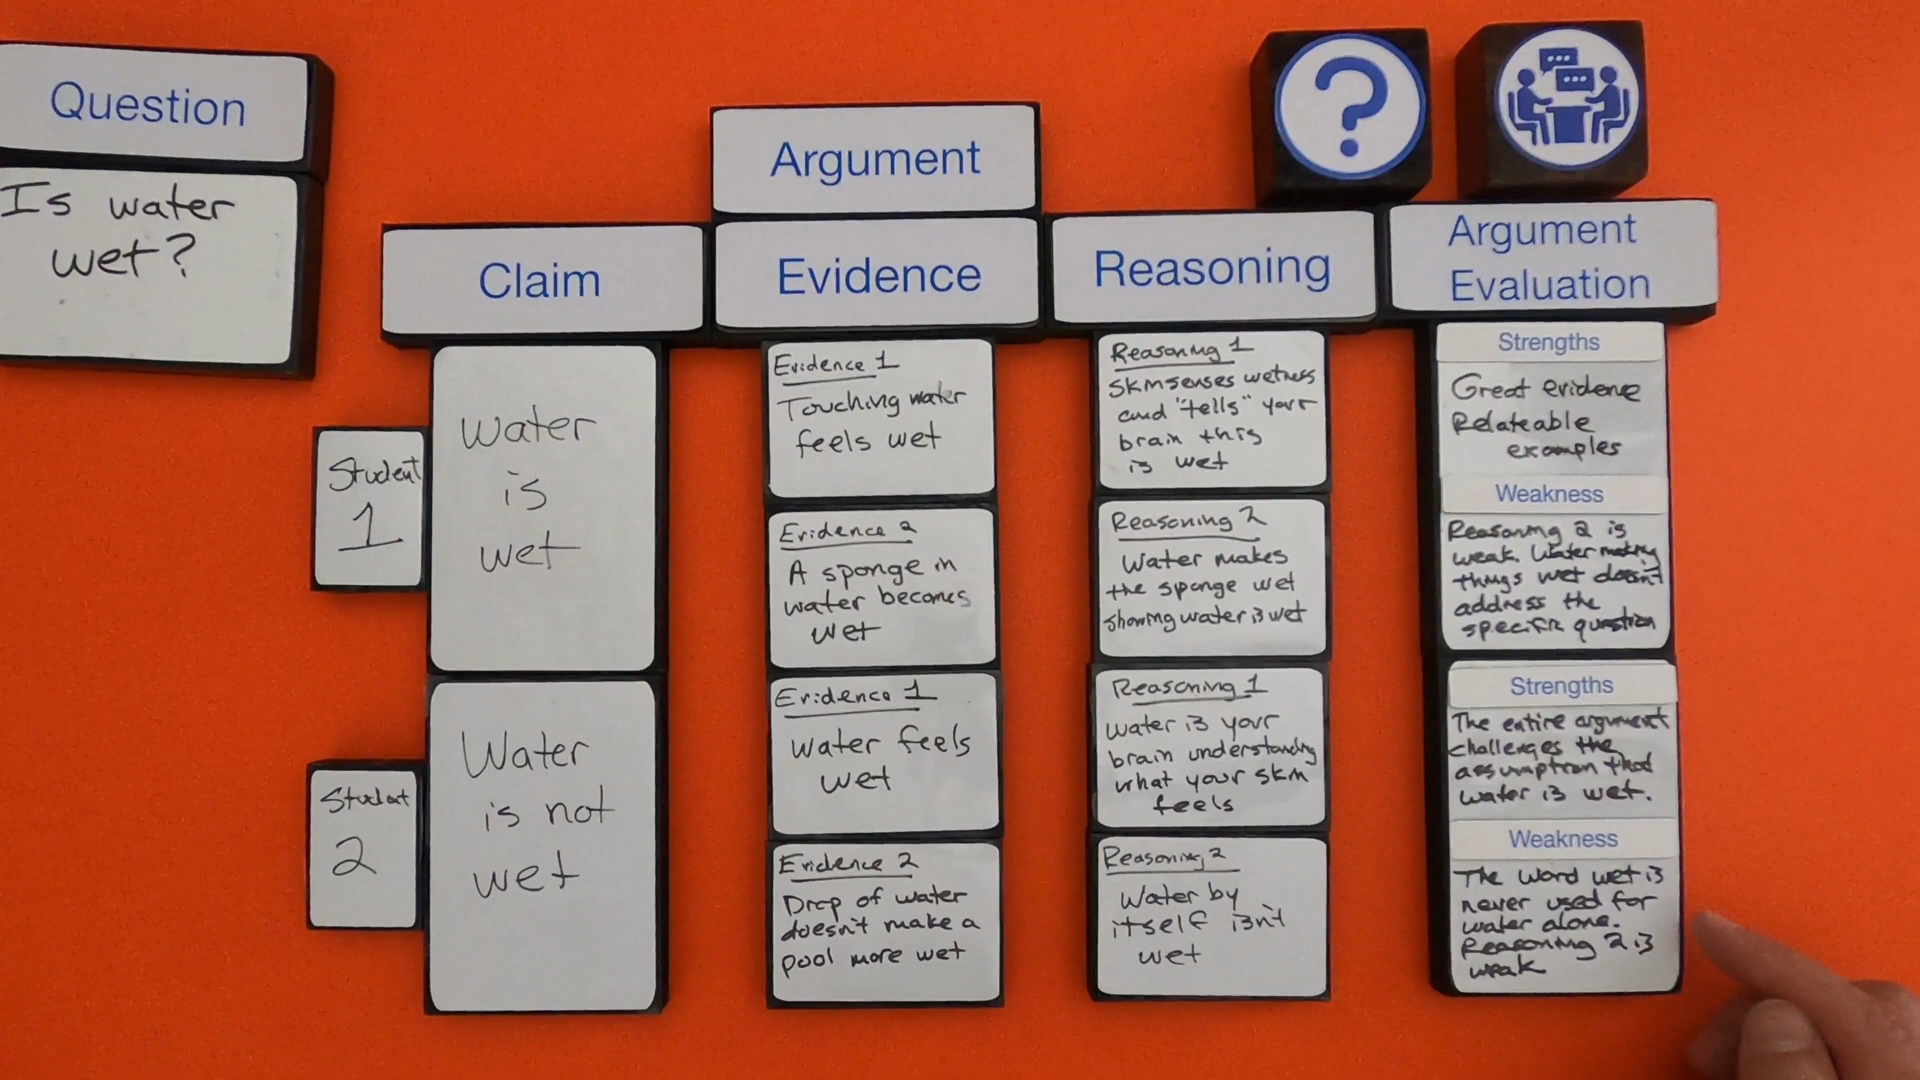 Question
Is water
wet?
Argument
Claim
Evidence
Reasoning
Argument
Evaluation
Student
1
Water
is
wet
Evidence 1
Touching water
feels wet
Evidence 2
A sponge in
water becomes
wet
Reasoning 1
Skin senses wetness
and "tells" your
brain this
is wet
Reasoning 2
Water makes
the sponge wet
showing water is wet
Strengths
Great evidence
Relateable
examples
Weakness
Reasoning 2 is
weak. Water making
things wet doesn't
address the
specific question
Student
2
Water
is not
wet
Evidence 1
Water feels
wet
Evidence 2
Drop of water
doesn't make a
pool more wet
Reasoning 1
Water is your
brain understanding
what your skin
feels
Reasoning 2
Water by
itself isn't
wet
Strengths
The entire argument
challenges the
assumption that
water is wet.
Weakness
The word wet is
never used for
water alone.
Reasoning 2 is
weak